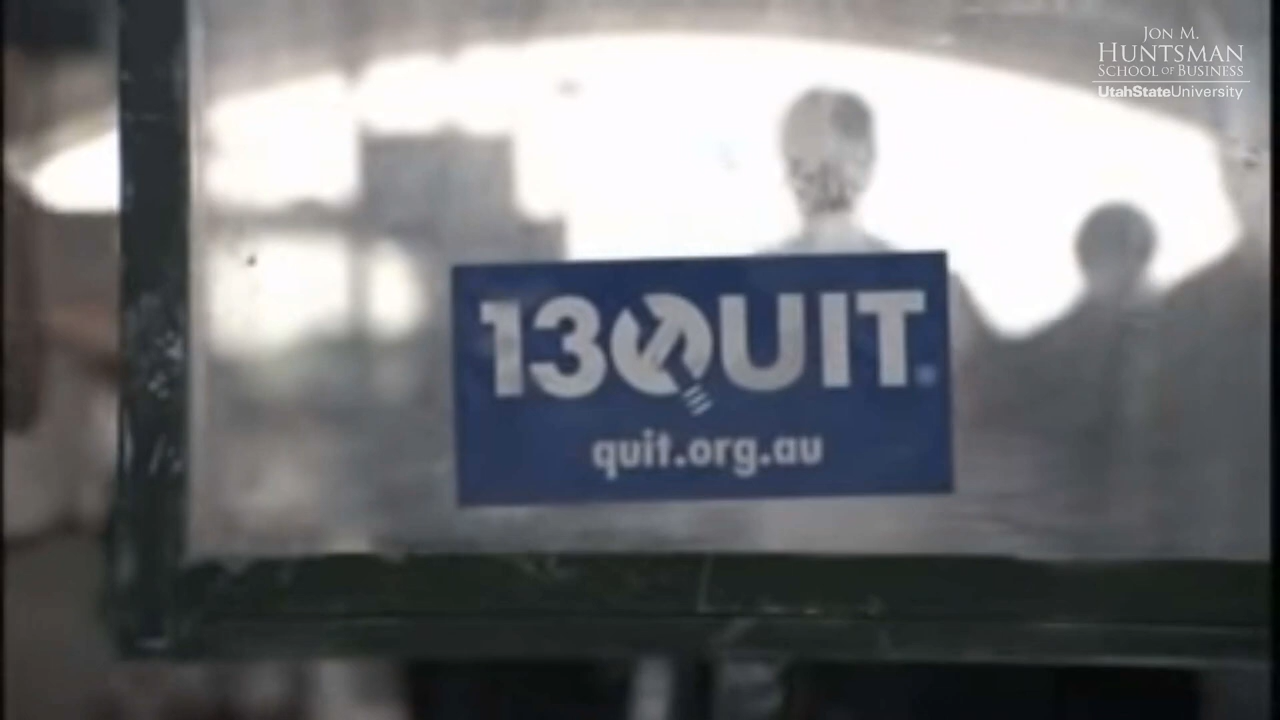 JON M.
HUNTSMAN
SCHOOL OF BUSINESS
UtahStateUniversity
13QUIT.
quit.org.au